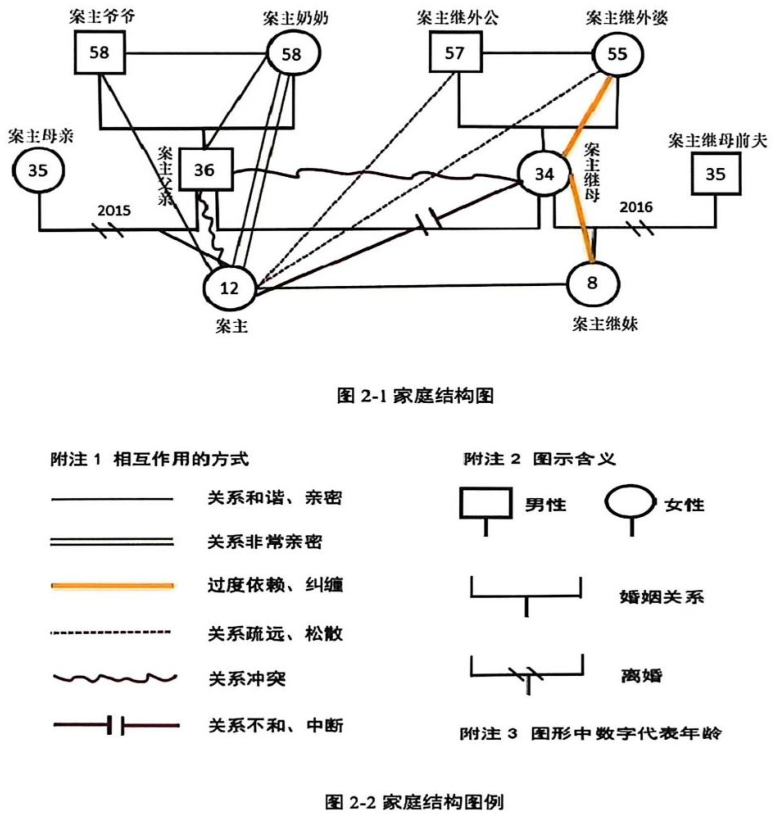 案主爷爷 案主奶奶 案主继外公 案主继外婆
58 58 57 55
案主母亲 案主父亲 案主继母 案主继母前夫
35 36 34 35
2015 2016
12 8
案主 案主继妹
图 2-1 家庭结构图
附注 1 相互作用的方式
关系和谐、亲密
关系非常亲密
过度依赖、纠缠
关系疏远、松散
关系冲突
关系不和、中断
附注 2 图示含义
男性 女性
婚姻关系
离婚
附注 3 图形中数字代表年龄
图 2-2 家庭结构图例